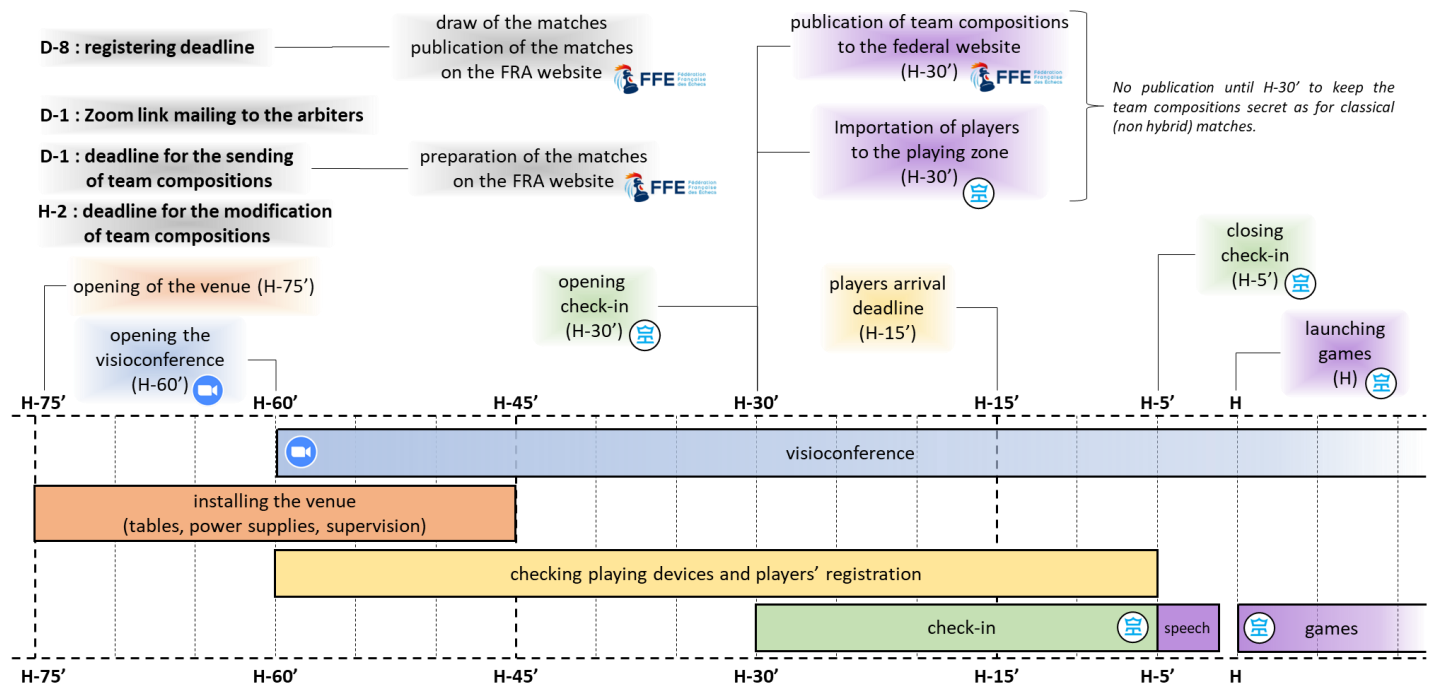 D-8 : registering deadline
draw of the matches
publication of the matches
on the FRA website
FFE Fédération Française des Échecs
publication of team compositions
to the federal website
(H-30')
FFE Fédération Française des Échecs
No publication until H-30' to keep the
team compositions secret as for classical
(non hybrid) matches.
D-1 : Zoom link mailing to the arbiters
D-1 : deadline for the sending
of team compositions
preparation of the matches
on the FRA website
FFE Fédération Française des Échecs
Importation of players
to the playing zone
(H-30')
H-2 : deadline for the modification
of team compositions
opening of the venue (H-75')
opening the
visioconference
(H-60')
opening
check-in
(H-30')
players arrival
deadline
(H-15')
closing
check-in
(H-5')
launching
games
(H)
H-75' H-60' H-45' H-30' H-15' H-5' H
visioconference
installing the venue
(tables, power supplies, supervision)
checking playing devices and players' registration
check-in speech games
H-75' H-60' H-45' H-30' H-15' H-5' H